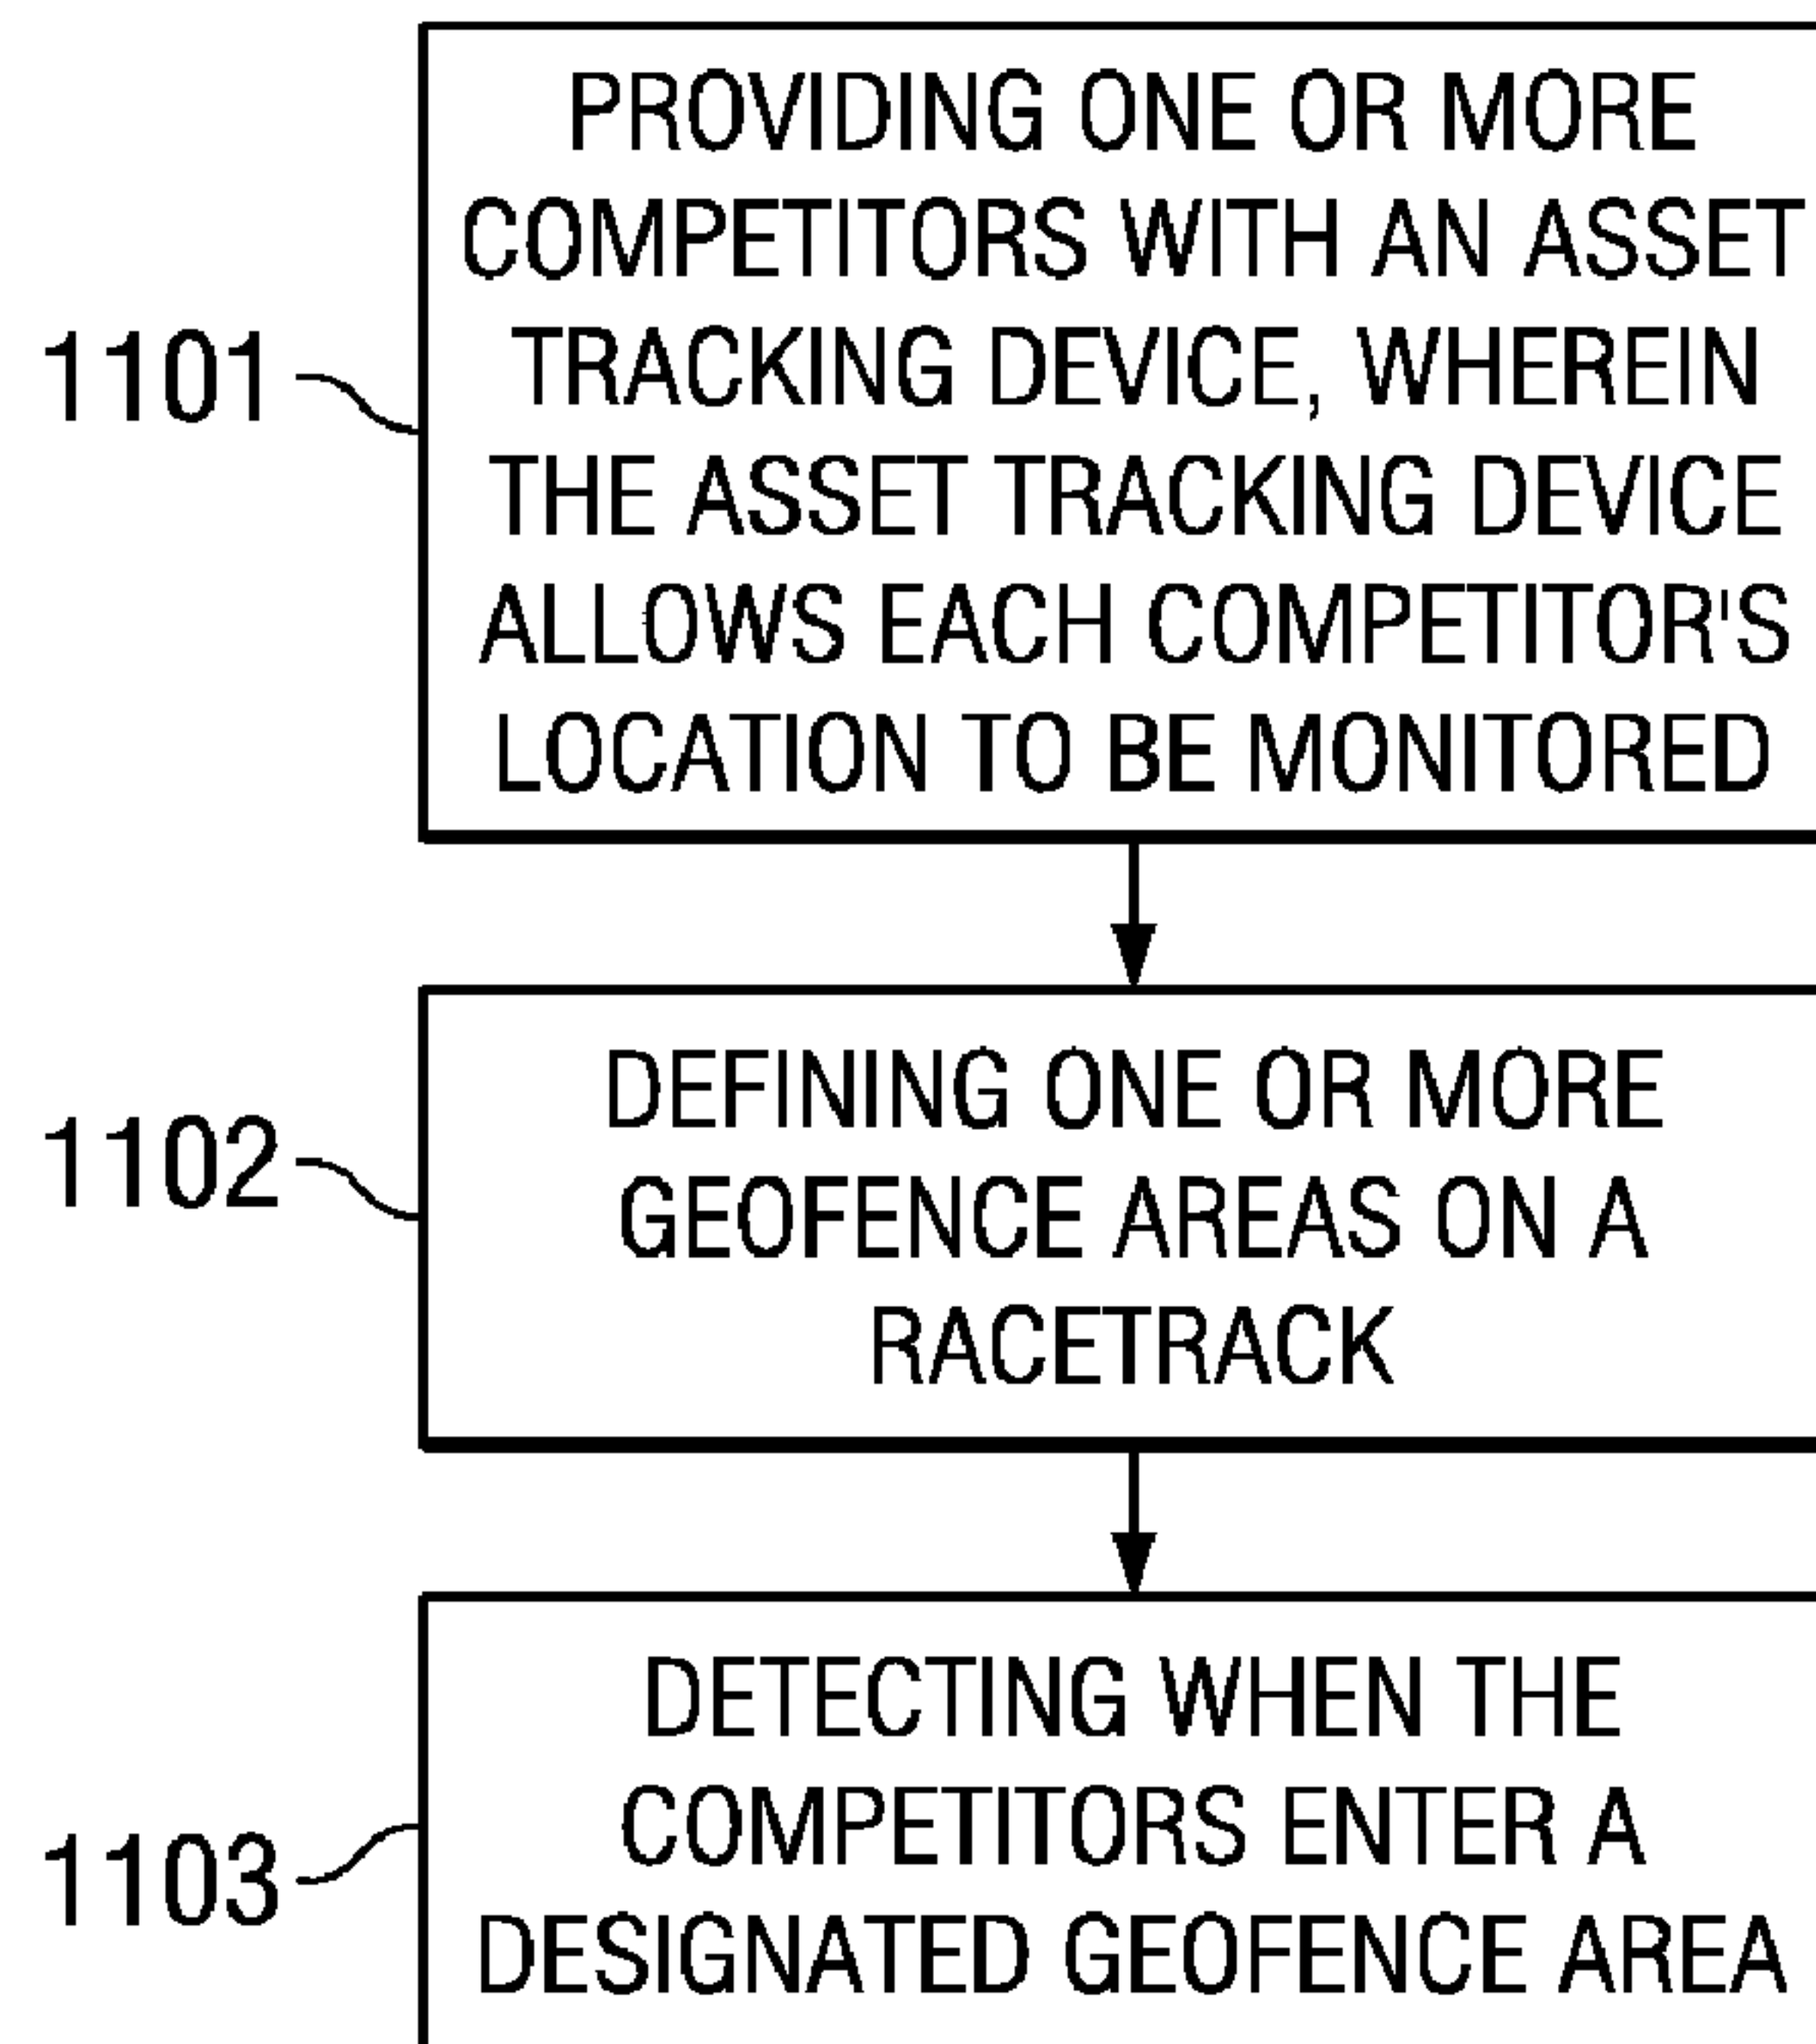 PROVIDING ONE OR MORE
COMPETITORS WITH AN ASSET
1101
TRACKING DEVICE, WHEREIN
THE ASSET TRACKING DEVICE
ALLOWS EACH COMPETITOR'S
LOCATION TO BE MONITORED
1102
DEFINING ONE OR MORE
GEOFENCE AREAS ON A
RACETRACK
1103
DETECTING WHEN THE
COMPETITORS ENTER A
DESIGNATED GEOFENCE AREA